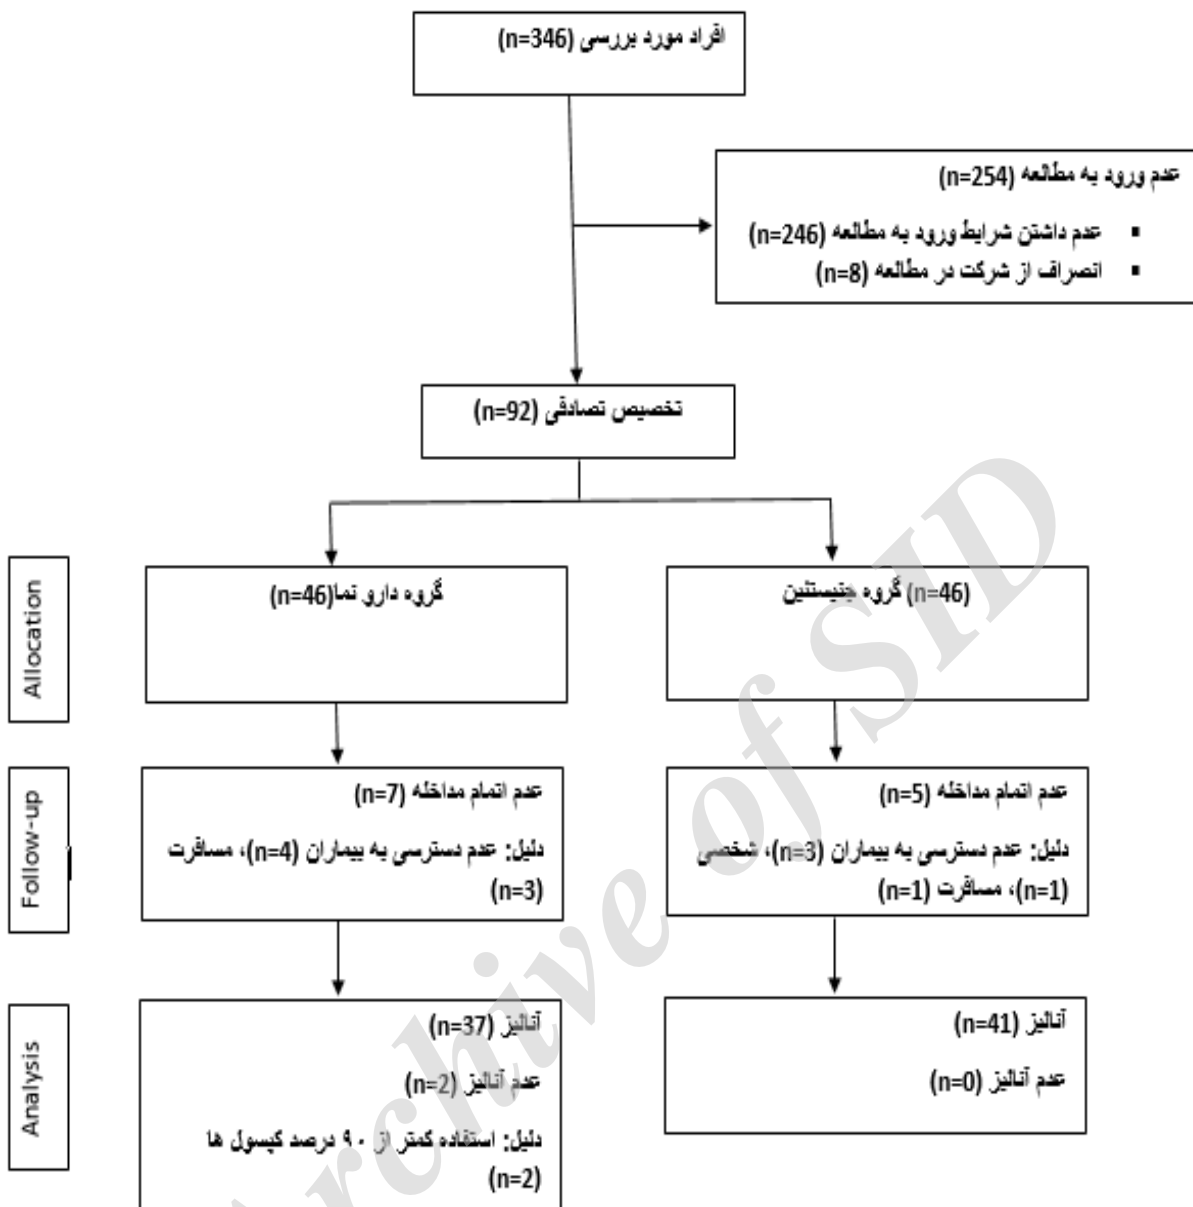 افراد مورد بررسی (n=346)
عدم ورود به مطالعه (n=254)
▪ عدم داشتن شرایط ورود به مطالعه (n=246)
▪ انصراف از شرکت در مطالعه (n=8)
تخصیص تصادفی (n=92)
Allocation
گروه جنیستئین (n=46)
گروه دارو نما(n=46)
Follow-up
عدم اتمام مداخله (n=5)
دلیل: عدم دسترسی به بیماران (n=3)، شخصی
(n=1)، مسافرت (n=1)
عدم اتمام مداخله (n=7)
دلیل: عدم دسترسی به بیماران (n=4)، مسافرت
(n=3)
Analysis
آنالیز (n=41)
عدم آنالیز (n=0)
آنالیز (n=37)
عدم آنالیز (n=2)
دلیل: استفاده کمتر از ۹۰ درصد کپسول ها
(n=2)
Archive of SID